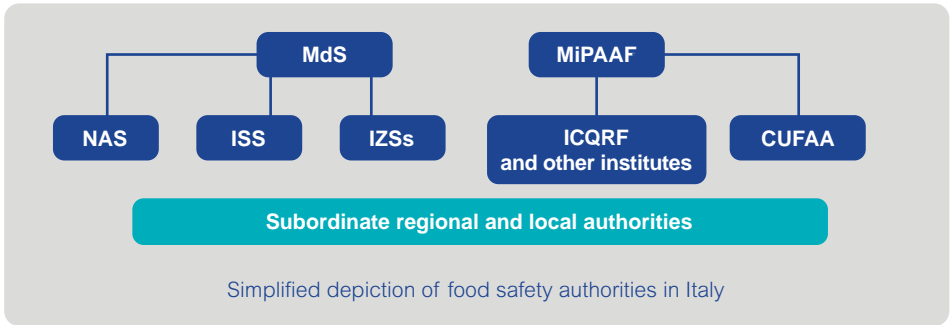 MdS
MiPAAF
NAS
ISS
IZSs
ICQRF
and other institutes
CUFAA
Subordinate regional and local authorities
Simplified depiction of food safety authorities in Italy